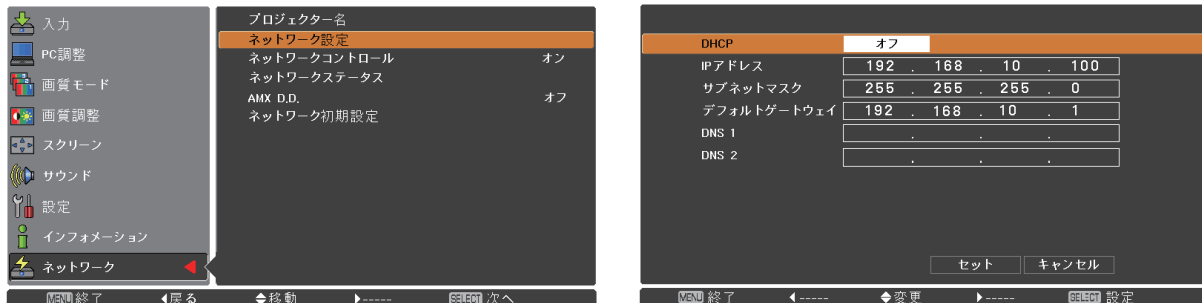 入力
PC調整
画質モード
画質調整
スクリーン
サウンド
設定
インフォメーション
ネットワーク
プロジェクター名
ネットワーク設定
ネットワークコントロール オン
ネットワークステータス
AMX D.D. オフ
ネットワーク初期設定
MENU 終了 戻る 移動 ----- SELECT 次へ
DHCP オフ
IPアドレス 192 . 168 . 10 . 100
サブネットマスク 255 . 255 . 255 . 0
デフォルトゲートウェイ 192 . 168 . 10 . 1
DNS 1 . . .
DNS 2 . . .
セット キャンセル
MENU 終了 ----- 変更 ----- SELECT 設定